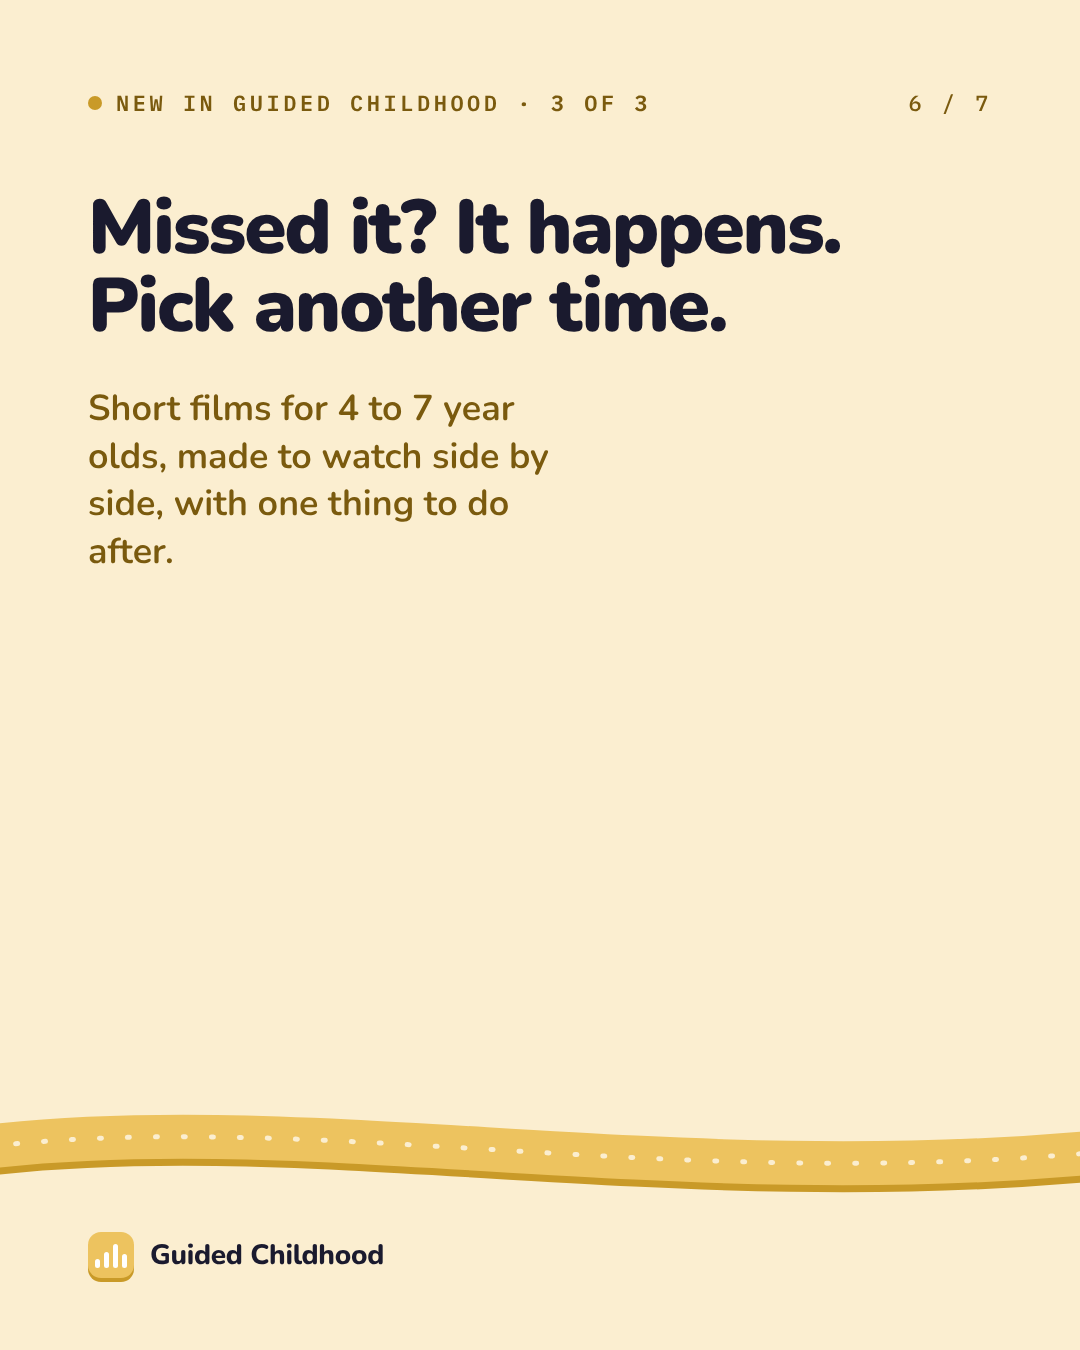 NEW IN GUIDED CHILDHOOD · 3 OF 3
6 / 7
Missed it? It happens.
Pick another time.
Short films for 4 to 7 year
olds, made to watch side by
side, with one thing to do
after.
Guided Childhood